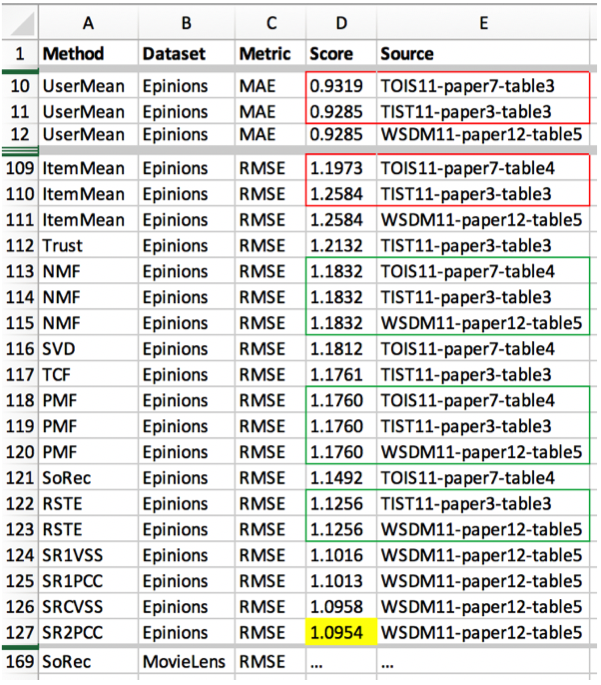 A B C D E
1 Method Dataset Metric Score Source
10 UserMean Epinions MAE 0.9319 TOIS11-paper7-table3
11 UserMean Epinions MAE 0.9285 TIST11-paper3-table3
12 UserMean Epinions MAE 0.9285 WSDM11-paper12-table5
109 ItemMean Epinions RMSE 1.1973 TOIS11-paper7-table4
110 ItemMean Epinions RMSE 1.2584 TIST11-paper3-table3
111 ItemMean Epinions RMSE 1.2584 WSDM11-paper12-table5
112 Trust Epinions RMSE 1.2132 TIST11-paper3-table3
113 NMF Epinions RMSE 1.1832 TOIS11-paper7-table4
114 NMF Epinions RMSE 1.1832 TIST11-paper3-table3
115 NMF Epinions RMSE 1.1832 WSDM11-paper12-table5
116 SVD Epinions RMSE 1.1812 TOIS11-paper7-table4
117 TCF Epinions RMSE 1.1761 TIST11-paper3-table3
118 PMF Epinions RMSE 1.1760 TOIS11-paper7-table4
119 PMF Epinions RMSE 1.1760 TIST11-paper3-table3
120 PMF Epinions RMSE 1.1760 WSDM11-paper12-table5
121 SoRec Epinions RMSE 1.1492 TOIS11-paper7-table4
122 RSTE Epinions RMSE 1.1256 TIST11-paper3-table3
123 RSTE Epinions RMSE 1.1256 WSDM11-paper12-table5
124 SR1VSS Epinions RMSE 1.1016 WSDM11-paper12-table5
125 SR1PCC Epinions RMSE 1.1013 WSDM11-paper12-table5
126 SRCVSS Epinions RMSE 1.0958 WSDM11-paper12-table5
127 SR2PCC Epinions RMSE 1.0954 WSDM11-paper12-table5
169 SoRec MovieLens RMSE ... ...